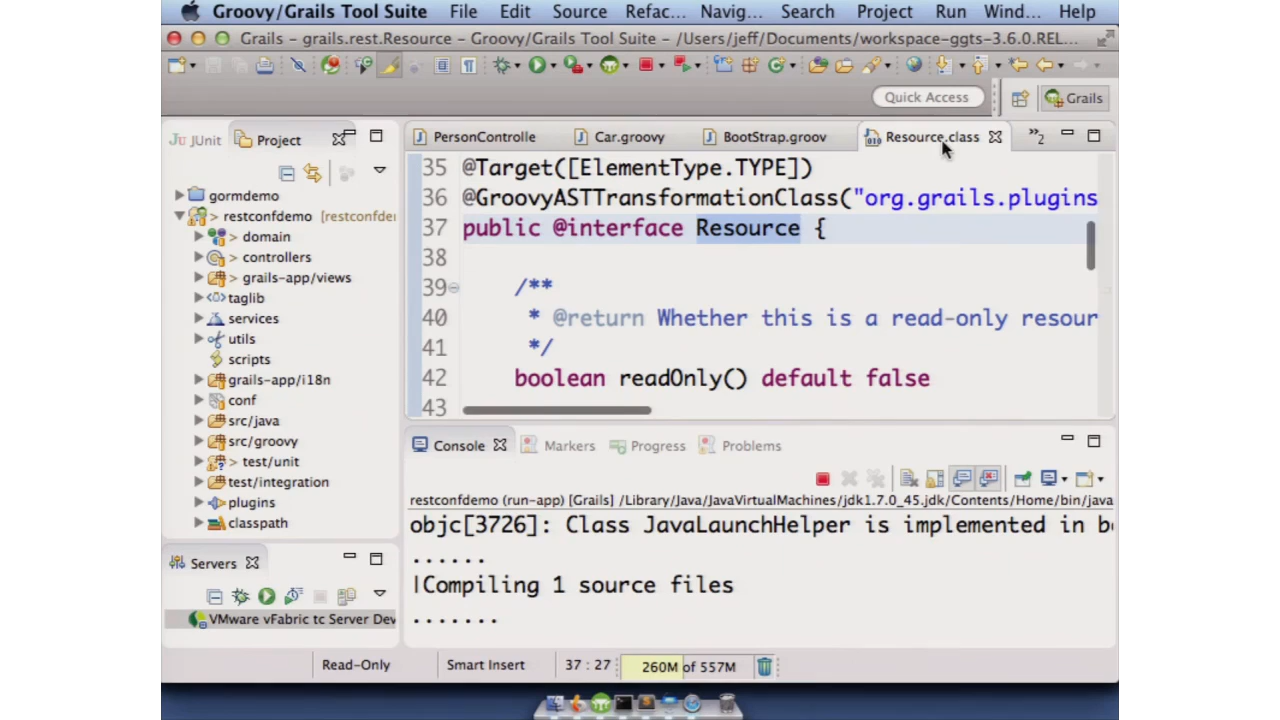 Groovy/Grails Tool Suite File Edit Source Refac... Navig... Search Project Run Wind... Help
Grails - grails.rest.Resource - Groovy/Grails Tool Suite - /Users/jeff/Documents/workspace-ggts-3.6.0.REL...
Quick Access
Grails
JUnit Project
PersonControlle Car.groovy BootStrap.groov Resource.class »2
gormdemo
> restconfdemo [restconfdem
> domain
> controllers
> grails-app/views
taglib
services
utils
scripts
grails-app/i18n
conf
src/java
src/groovy
> test/unit
test/integration
plugins
classpath
35 @Target([ElementType.TYPE])
36 @GroovyASTTransformationClass("org.grails.plugins
37 public @interface Resource {
38
39 /**
40 * @return Whether this is a read-only resour
41 */
42 boolean readOnly() default false
43
Console Markers Progress Problems
restconfdemo (run-app) [Grails] /Library/Java/JavaVirtualMachines/jdk1.7.0_45.jdk/Contents/Home/bin/java
objc[3726]: Class JavaLaunchHelper is implemented in bo
......
|Compiling 1 source files
.......
Servers
VMware vFabric tc Server Dev
Read-Only Smart Insert 37 : 27 260M of 557M